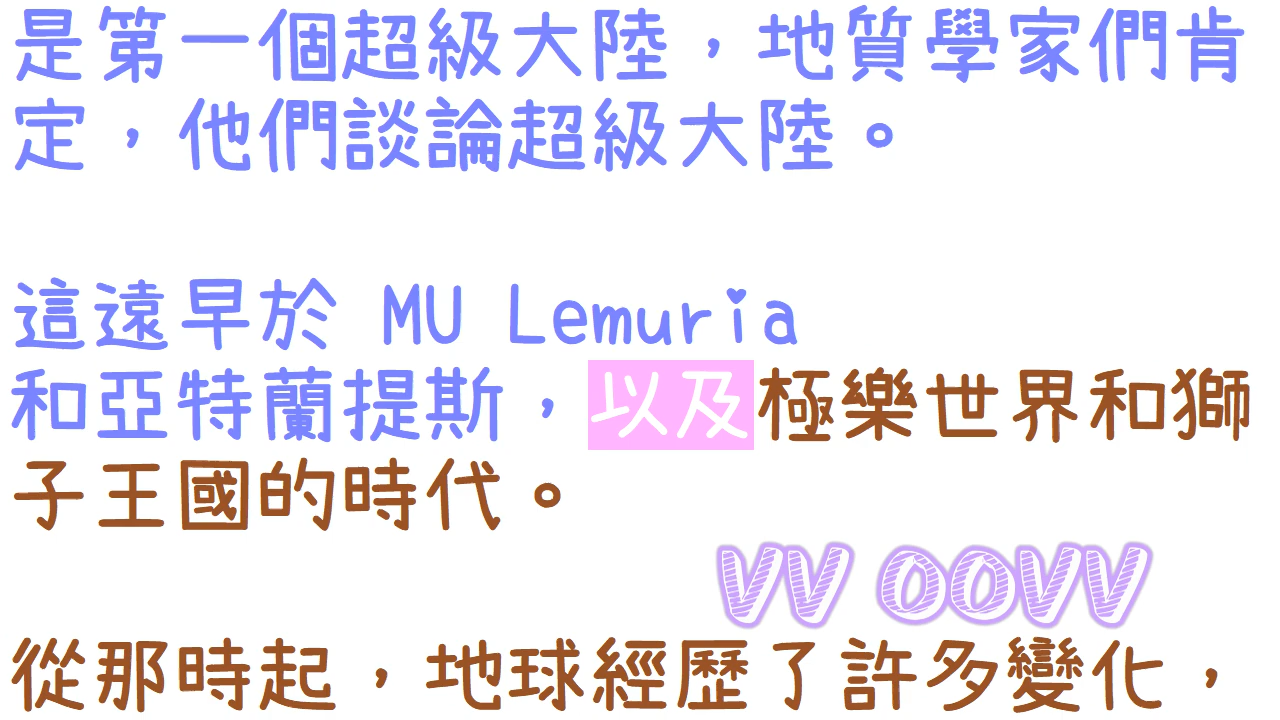 是第一個超級大陸，地質學家們肯
定，他們談論超級大陸。
這遠早於 MU Lemuria
和亞特蘭提斯，以及極樂世界和獅
子王國的時代。
VV OOVV
從那時起，地球經歷了許多變化，